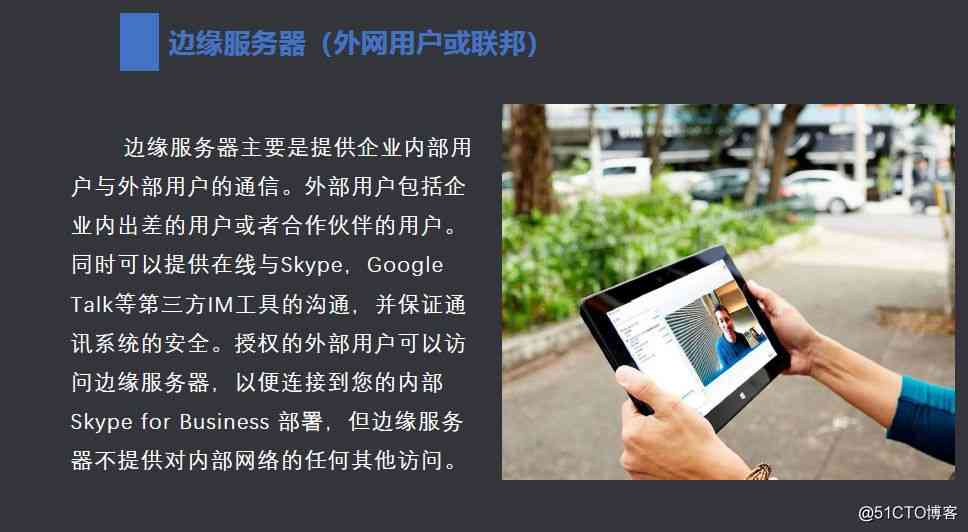 边缘服务器（外网用户或联邦）
边缘服务器主要是提供企业内部用
户与外部用户的通信。外部用户包括企
业内出差的用户或者合作伙伴的用户。
同时可以提供在线与Skype，Google
Talk等第三方IM工具的沟通，并保证通
讯系统的安全。授权的外部用户可以访
问边缘服务器，以便连接到您的内部
Skype for Business 部署，但边缘服务
器不提供对内部网络的任何其他访问。
@51CTO博客